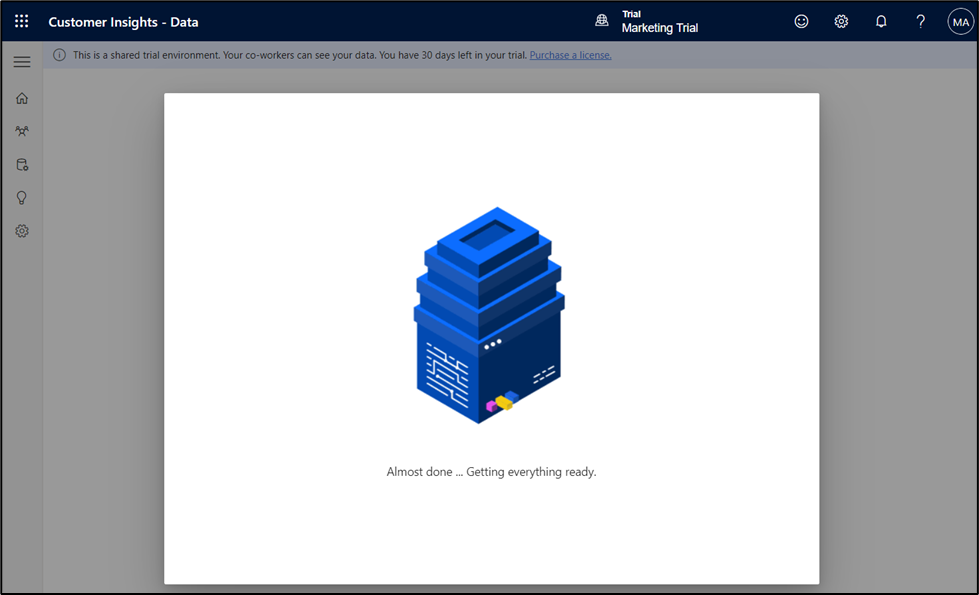 Customer Insights - Data
Trial
Marketing Trial
MA
This is a shared trial environment. Your co-workers can see your data. You have 30 days left in your trial. Purchase a license.
Almost done ... Getting everything ready.